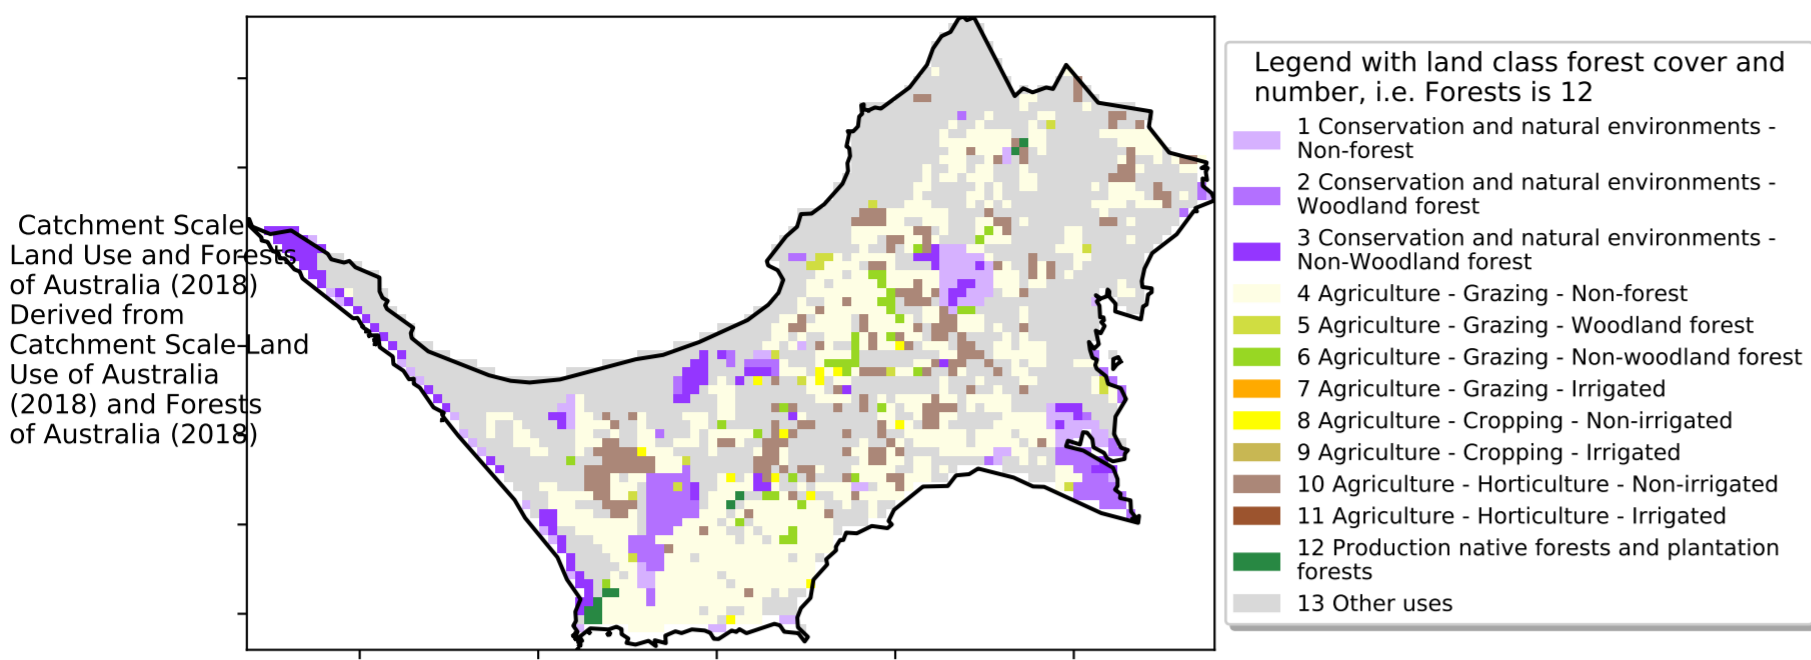 Catchment Scale
Land Use and Forests
of Australia (2018)
Derived from
Catchment Scale Land
Use of Australia
(2018) and Forests
of Australia (2018)
Legend with land class forest cover and
number, i.e. Forests is 12
1 Conservation and natural environments -
Non-forest
2 Conservation and natural environments -
Woodland forest
3 Conservation and natural environments -
Non-Woodland forest
4 Agriculture - Grazing - Non-forest
5 Agriculture - Grazing - Woodland forest
6 Agriculture - Grazing - Non-woodland forest
7 Agriculture - Grazing - Irrigated
8 Agriculture - Cropping - Non-irrigated
9 Agriculture - Cropping - Irrigated
10 Agriculture - Horticulture - Non-irrigated
11 Agriculture - Horticulture - Irrigated
12 Production native forests and plantation
forests
13 Other uses